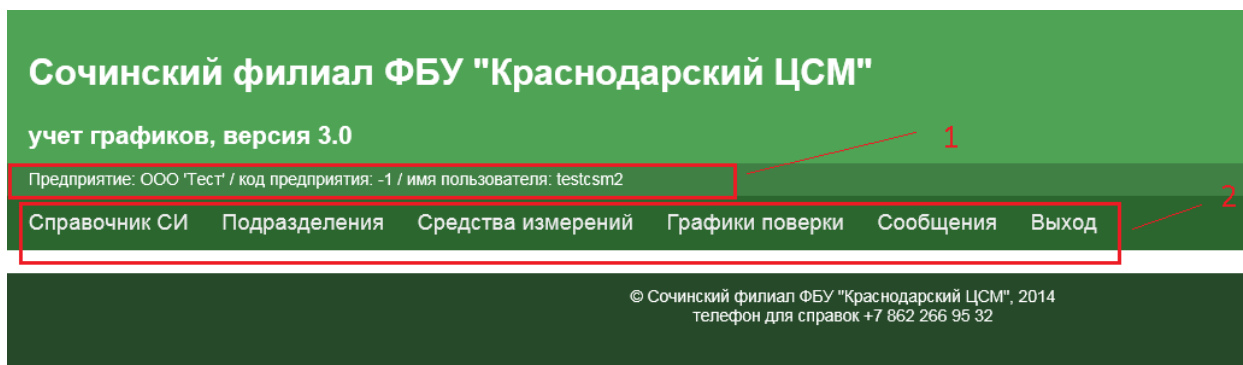 Сочинский филиал ФБУ "Краснодарский ЦСМ"
учет графиков, версия 3.0
1
Предприятие: ООО 'Тест' / код предприятия: -1 / имя пользователя: testcsm2
2
Справочник СИ Подразделения Средства измерений Графики поверки Сообщения Выход
© Сочинский филиал ФБУ "Краснодарский ЦСМ", 2014
телефон для справок +7 862 266 95 32